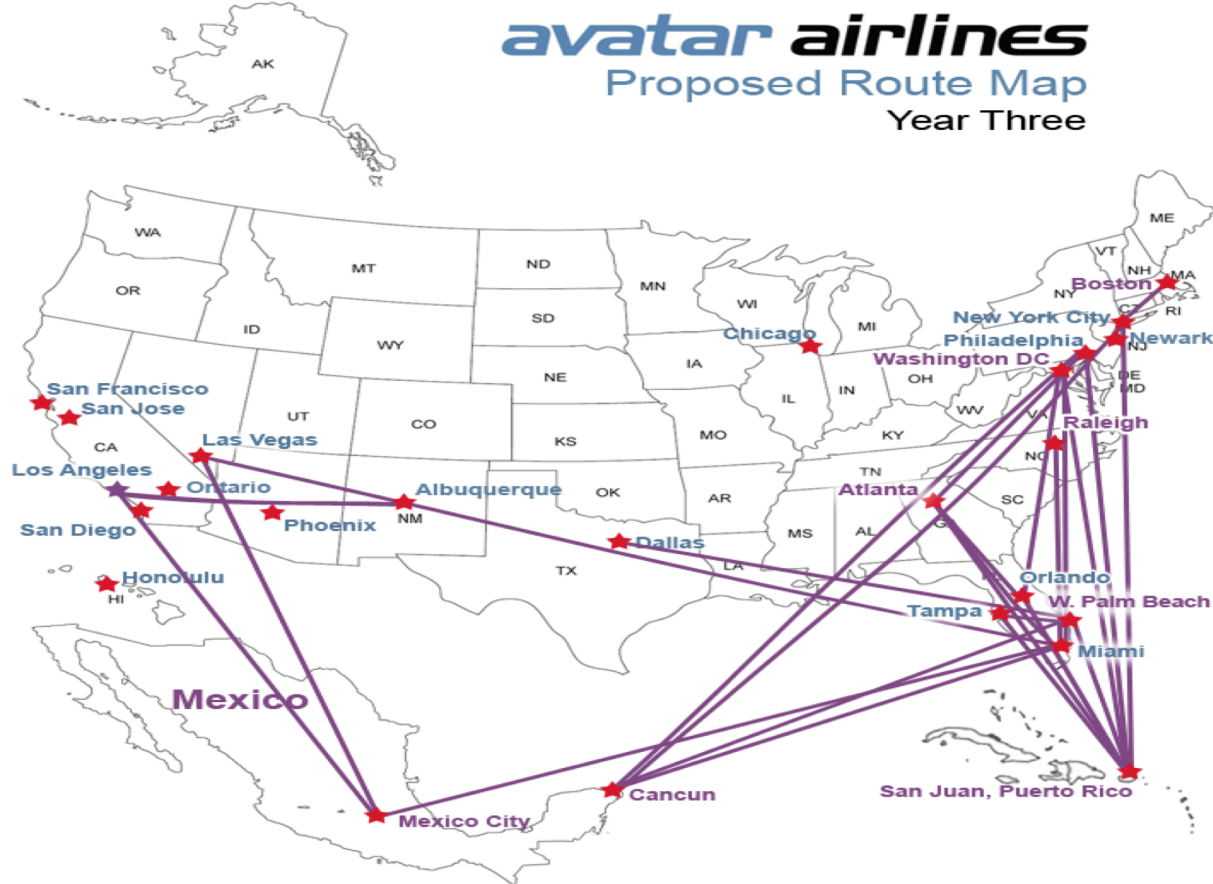 avatar airlines
Proposed Route Map
Year Three
AK
WA
OR
ID
MT
ND
MN
WI
MI
ME
VT
NH
MA
NY
Boston
CT
RI
New York City
Newark
NJ
Philadelphia
Washington DC
DE
MD
Chicago
SD
WY
NE
IA
IL
IN
OH
WV
VA
KY
San Francisco
San Jose
CA
UT
CO
KS
MO
Las Vegas
Los Angeles
Ontario
San Diego
Phoenix
Albuquerque
NM
OK
AR
TN
Raleigh
NC
SC
Atlanta
GA
MS
AL
Dallas
LA
TX
Honolulu
HI
FL
Orlando
W. Palm Beach
Tampa
Miami
Mexico
Mexico City
Cancun
San Juan, Puerto Rico